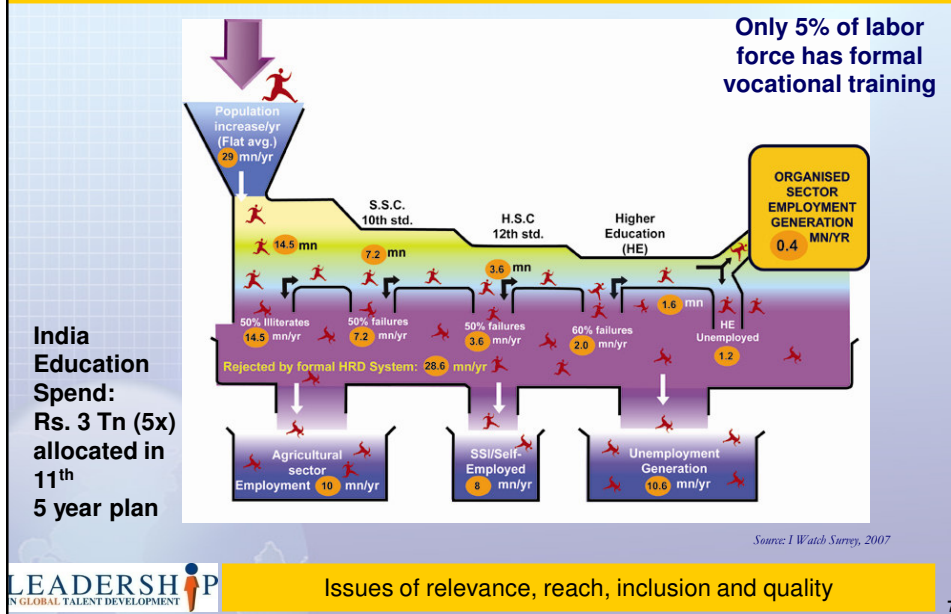 Only 5% of labor
force has formal
vocational training
Population
increase/yr
(Flat avg.)
29 mn/yr
S.S.C.
10th std.
H.S.C
12th std.
Higher
Education
(HE)
ORGANISED
SECTOR
EMPLOYMENT
GENERATION
0.4 MN/YR
14.5 mn
7.2 mn
3.6 mn
1.6 mn
50% Illiterates
14.5 mn/yr
50% failures
7.2 mn/yr
50% failures
3.6 mn/yr
60% failures
2.0 mn/yr
HE
Unemployed
1.2
Rejected by formal HRD System: 28.6 mn/yr
India
Education
Spend:
Rs. 3 Tn (5x)
allocated in
11th
5 year plan
Agricultural
sector
Employment 10 mn/yr
SSI/Self-
Employed
8 mn/yr
Unemployment
Generation
10.6 mn/yr
Source: I Watch Survey, 2007
LEADERSHIP
IN GLOBAL TALENT DEVELOPMENT
Issues of relevance, reach, inclusion and quality